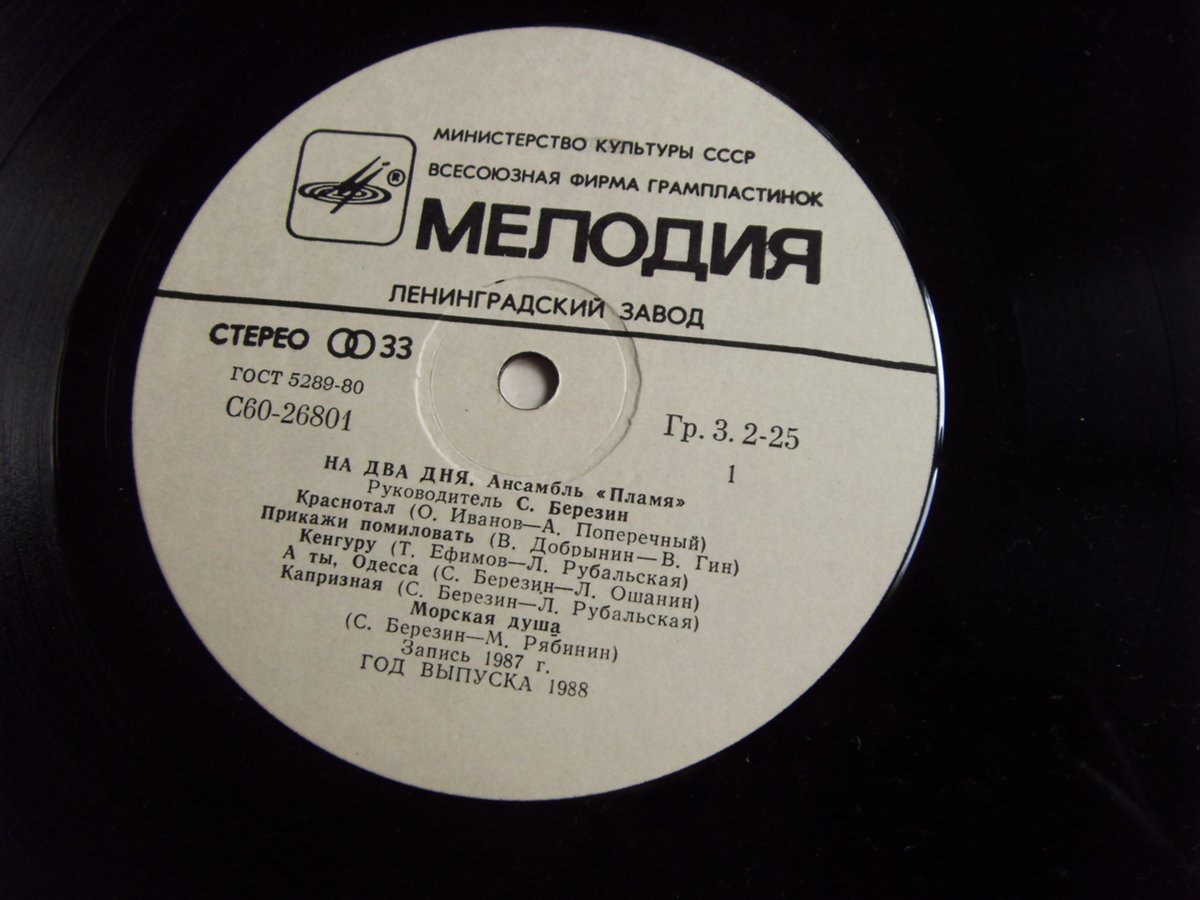 МИНИСТЕРСТВО КУЛЬТУРЫ СССР
ВСЕСОЮЗНАЯ ФИРМА ГРАМПЛАСТИНОК
®
МЕЛОДИЯ
ЛЕНИНГРАДСКИЙ ЗАВОД
СТЕРЕО 33
ГОСТ 5289-80
С60-26801
Гр. 3. 2-25
1
НА ДВА ДНЯ. Ансамбль «Пламя»
Руководитель С. Березин
Краснотал (О. Иванов—А. Поперечный)
Прикажи помиловать (В. Добрынин—В. Гин)
Кенгуру (Т. Ефимов—Л. Рубальская)
А ты, Одесса (С. Березин—Л. Ошанин)
Капризная (С. Березин—Л. Рубальская)
Морская душа
(С. Березин—М. Рябинин)
Запись 1987 г.
ГОД ВЫПУСКА 1988